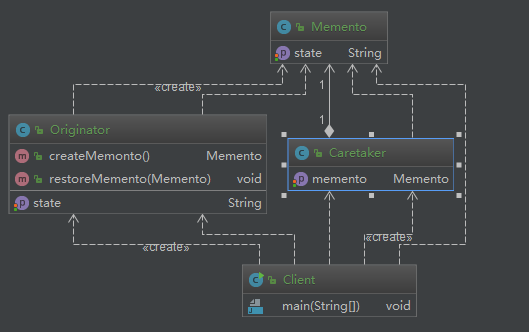 Memento
state String
«create»
1
1
Originator
createMemonto() Memento
restoreMemento(Memento) void
state String
Caretaker
memento Memento
«create»
«create»
Client
main(String[]) void